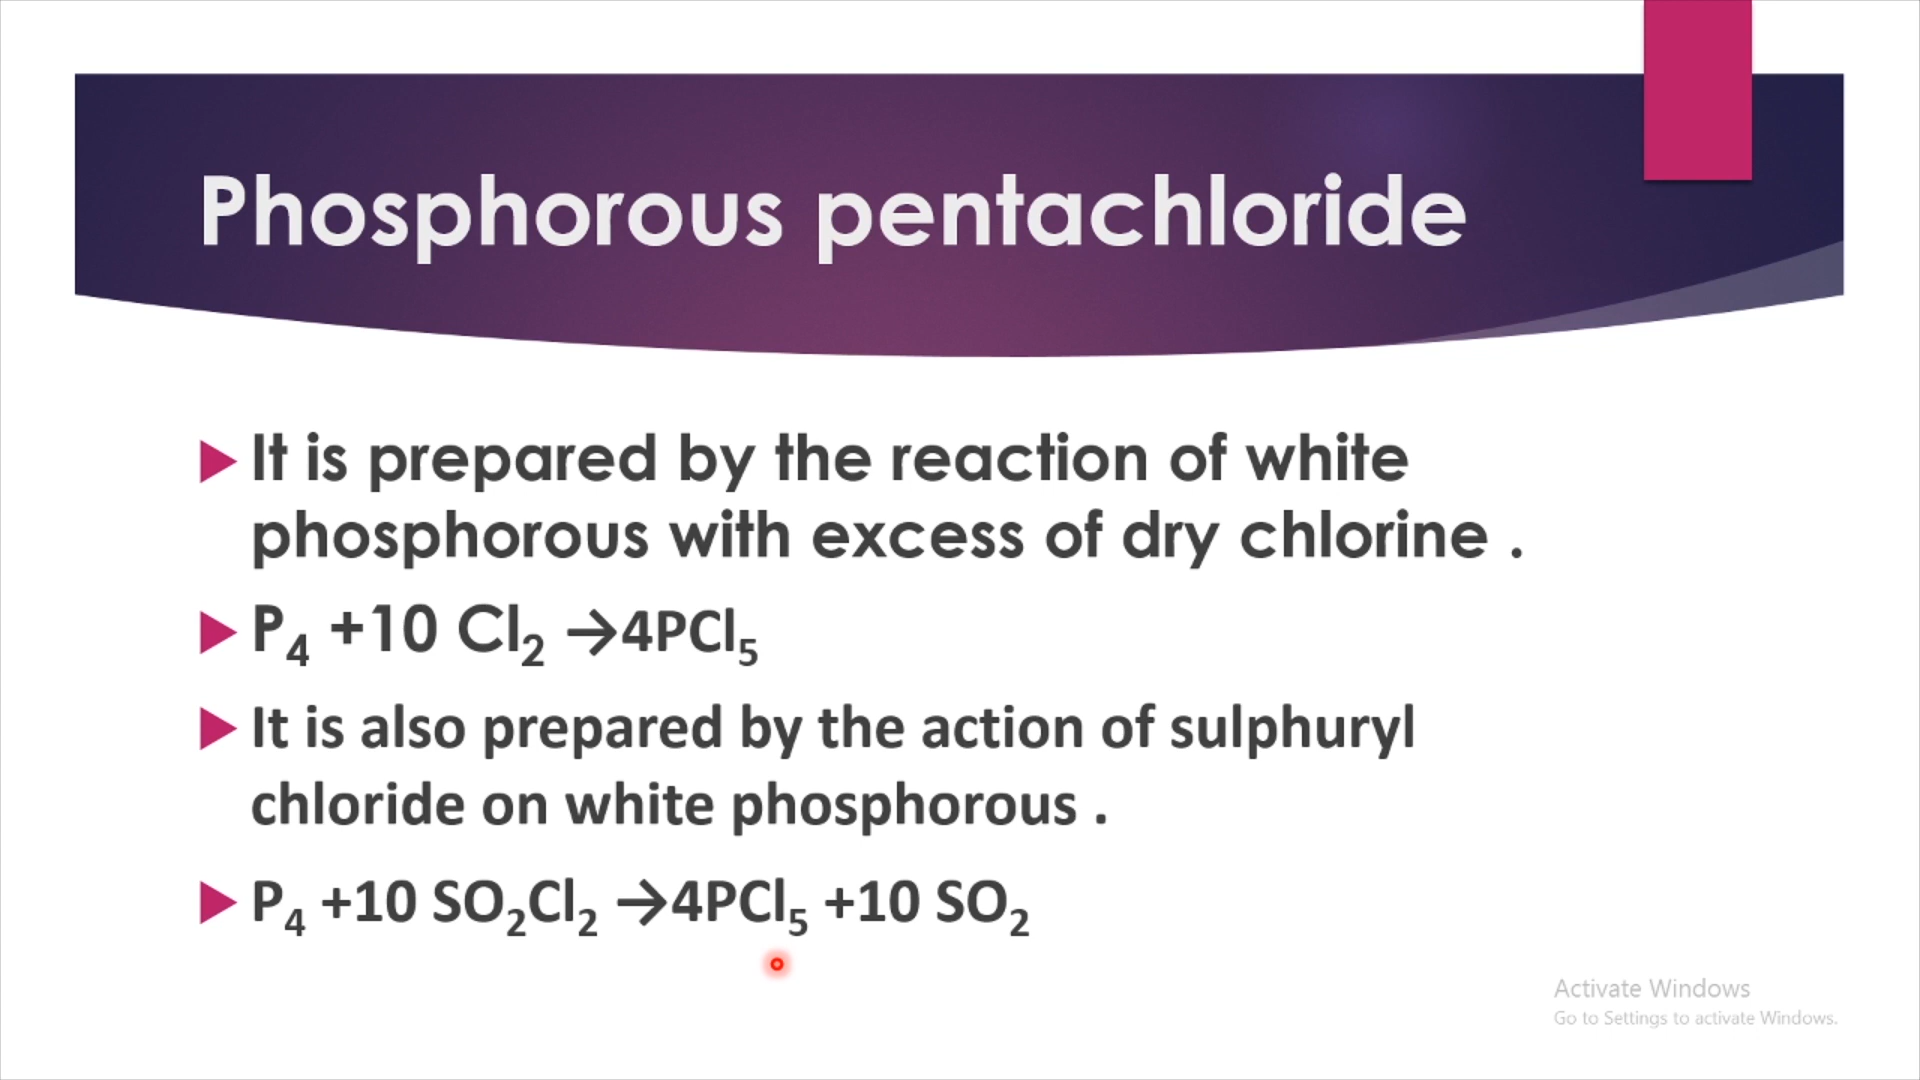 Phosphorous pentachloride
It is prepared by the reaction of white
phosphorous with excess of dry chlorine .
P₄ +10 Cl₂ →4PCl₅
It is also prepared by the action of sulphuryl
chloride on white phosphorous .
P₄ +10 SO₂Cl₂ →4PCl₅ +10 SO₂
Activate Windows
Go to Settings to activate Windows.